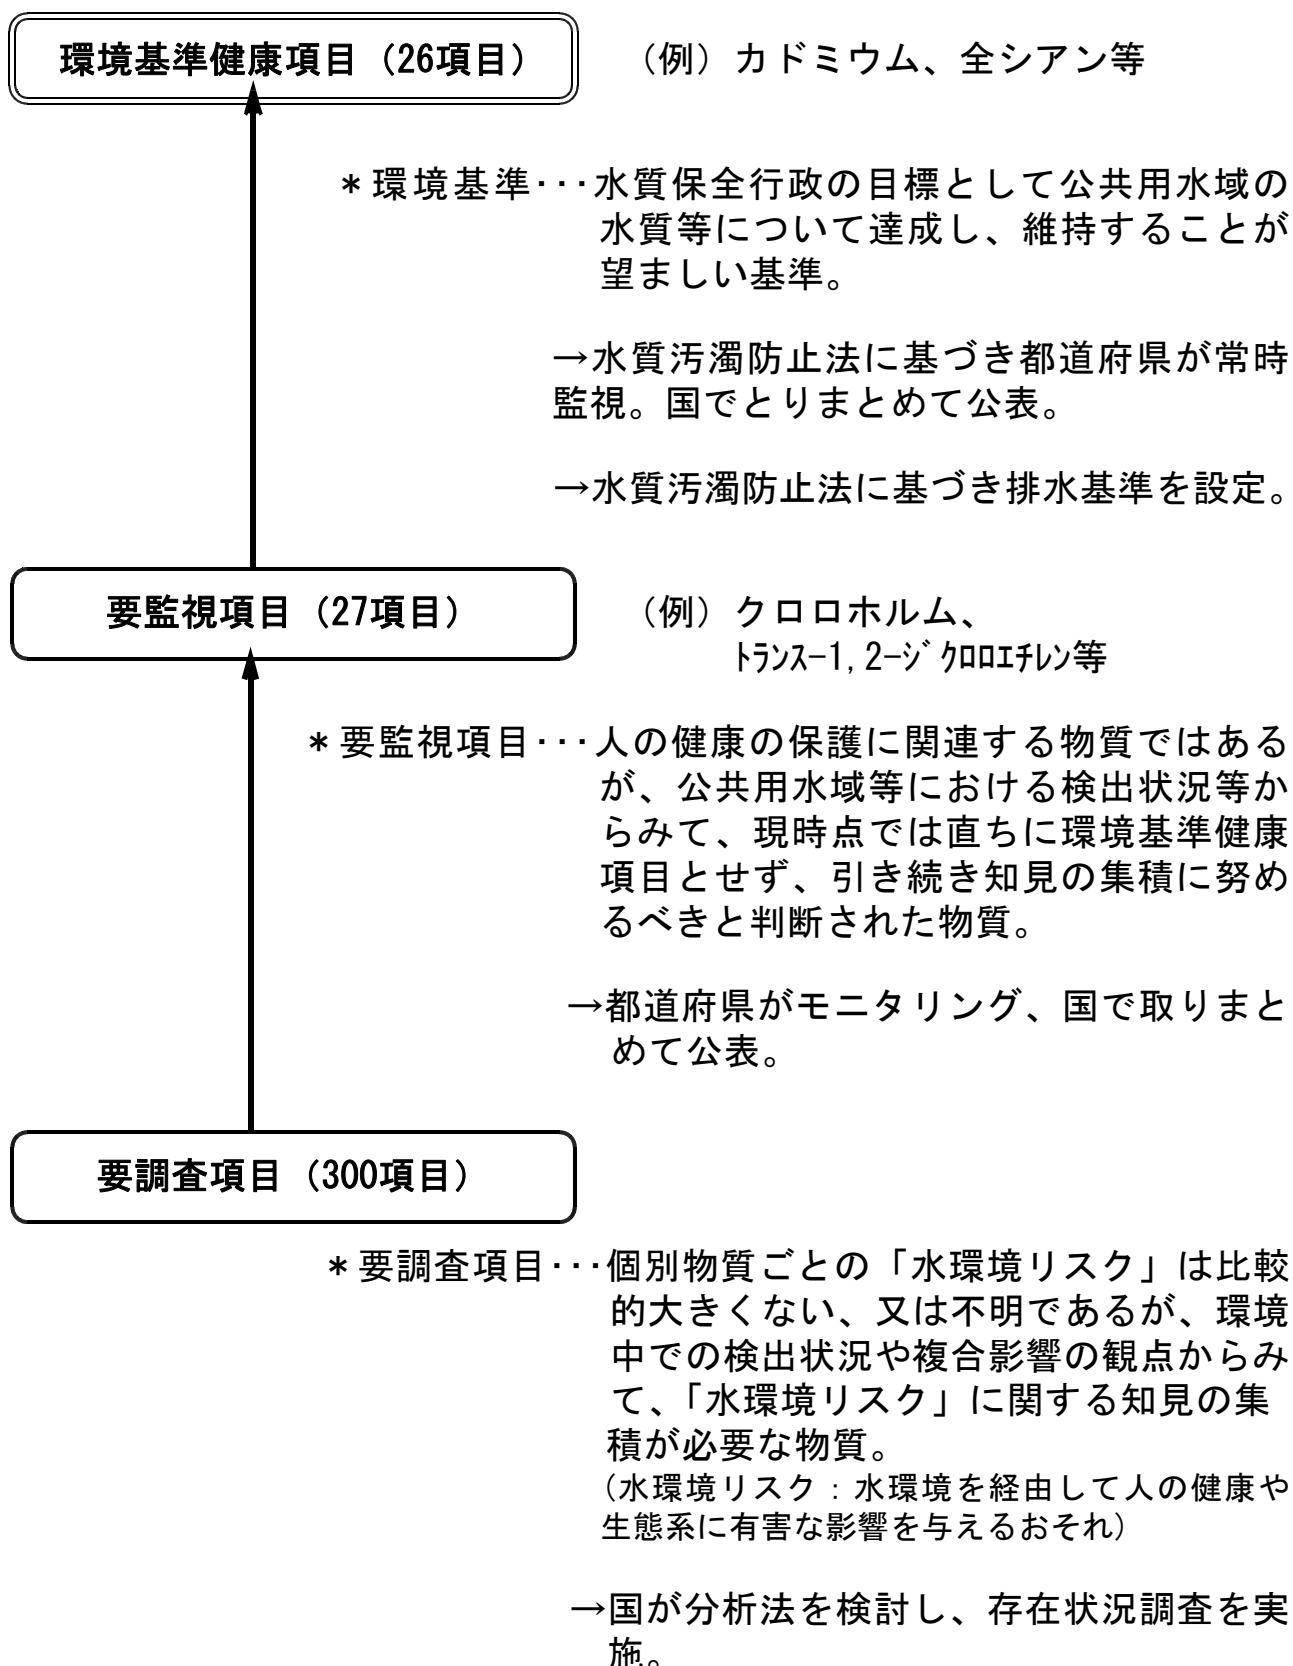 環境基準健康項目（26項目）
（例）カドミウム、全シアン等
＊環境基準･･･水質保全行政の目標として公共用水域の
水質等について達成し、維持することが
望ましい基準。
→水質汚濁防止法に基づき都道府県が常時
監視。国でとりまとめて公表。
→水質汚濁防止法に基づき排水基準を設定。
要監視項目（27項目）
（例）クロロホルム、
ﾄﾗﾝｽ-1,2-ｼﾞｸﾛﾛｴﾁﾚﾝ等
＊要監視項目･･･人の健康の保護に関連する物質ではある
が、公共用水域等における検出状況等か
らみて、現時点では直ちに環境基準健康
項目とせず、引き続き知見の集積に努め
るべきと判断された物質。
→都道府県がモニタリング、国で取りまと
めて公表。
要調査項目（300項目）
＊要調査項目･･･個別物質ごとの「水環境リスク」は比較
的大きくない、又は不明であるが、環境
中での検出状況や複合影響の観点からみ
て、「水環境リスク」に関する知見の集
積が必要な物質。
(水環境リスク：水環境を経由して人の健康や
生態系に有害な影響を与えるおそれ)
→国が分析法を検討し、存在状況調査を実
施。